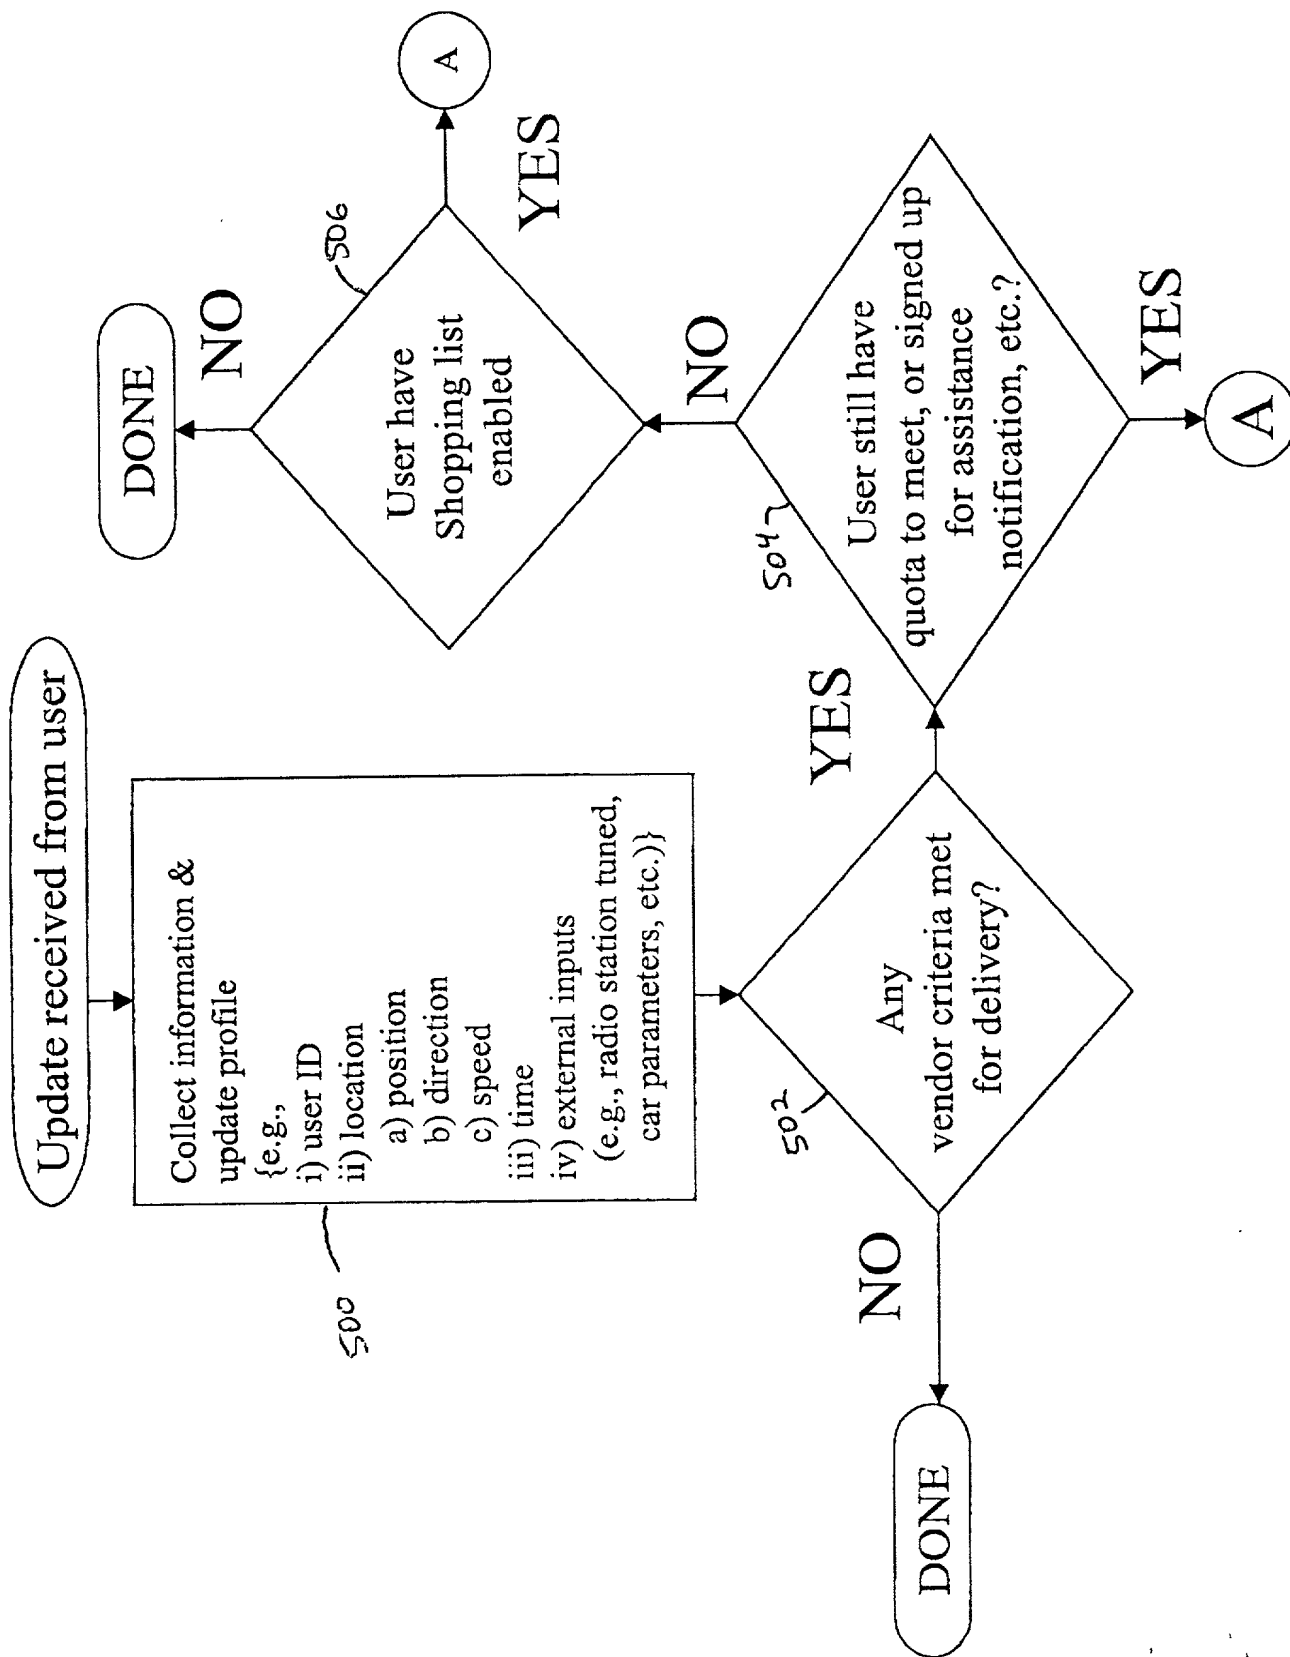 Update received from user
Collect information &
update profile
{e.g.,
i) user ID
ii) location
a) position
b) direction
c) speed
iii) time
iv) external inputs
(e.g., radio station tuned,
car parameters, etc.)}
500
502
Any
vendor criteria met
for delivery?
NO
DONE
YES
504
User still have
quota to meet, or signed up
for assistance
notification, etc.?
YES
A
NO
506
User have
Shopping list
enabled
NO
DONE
YES
A